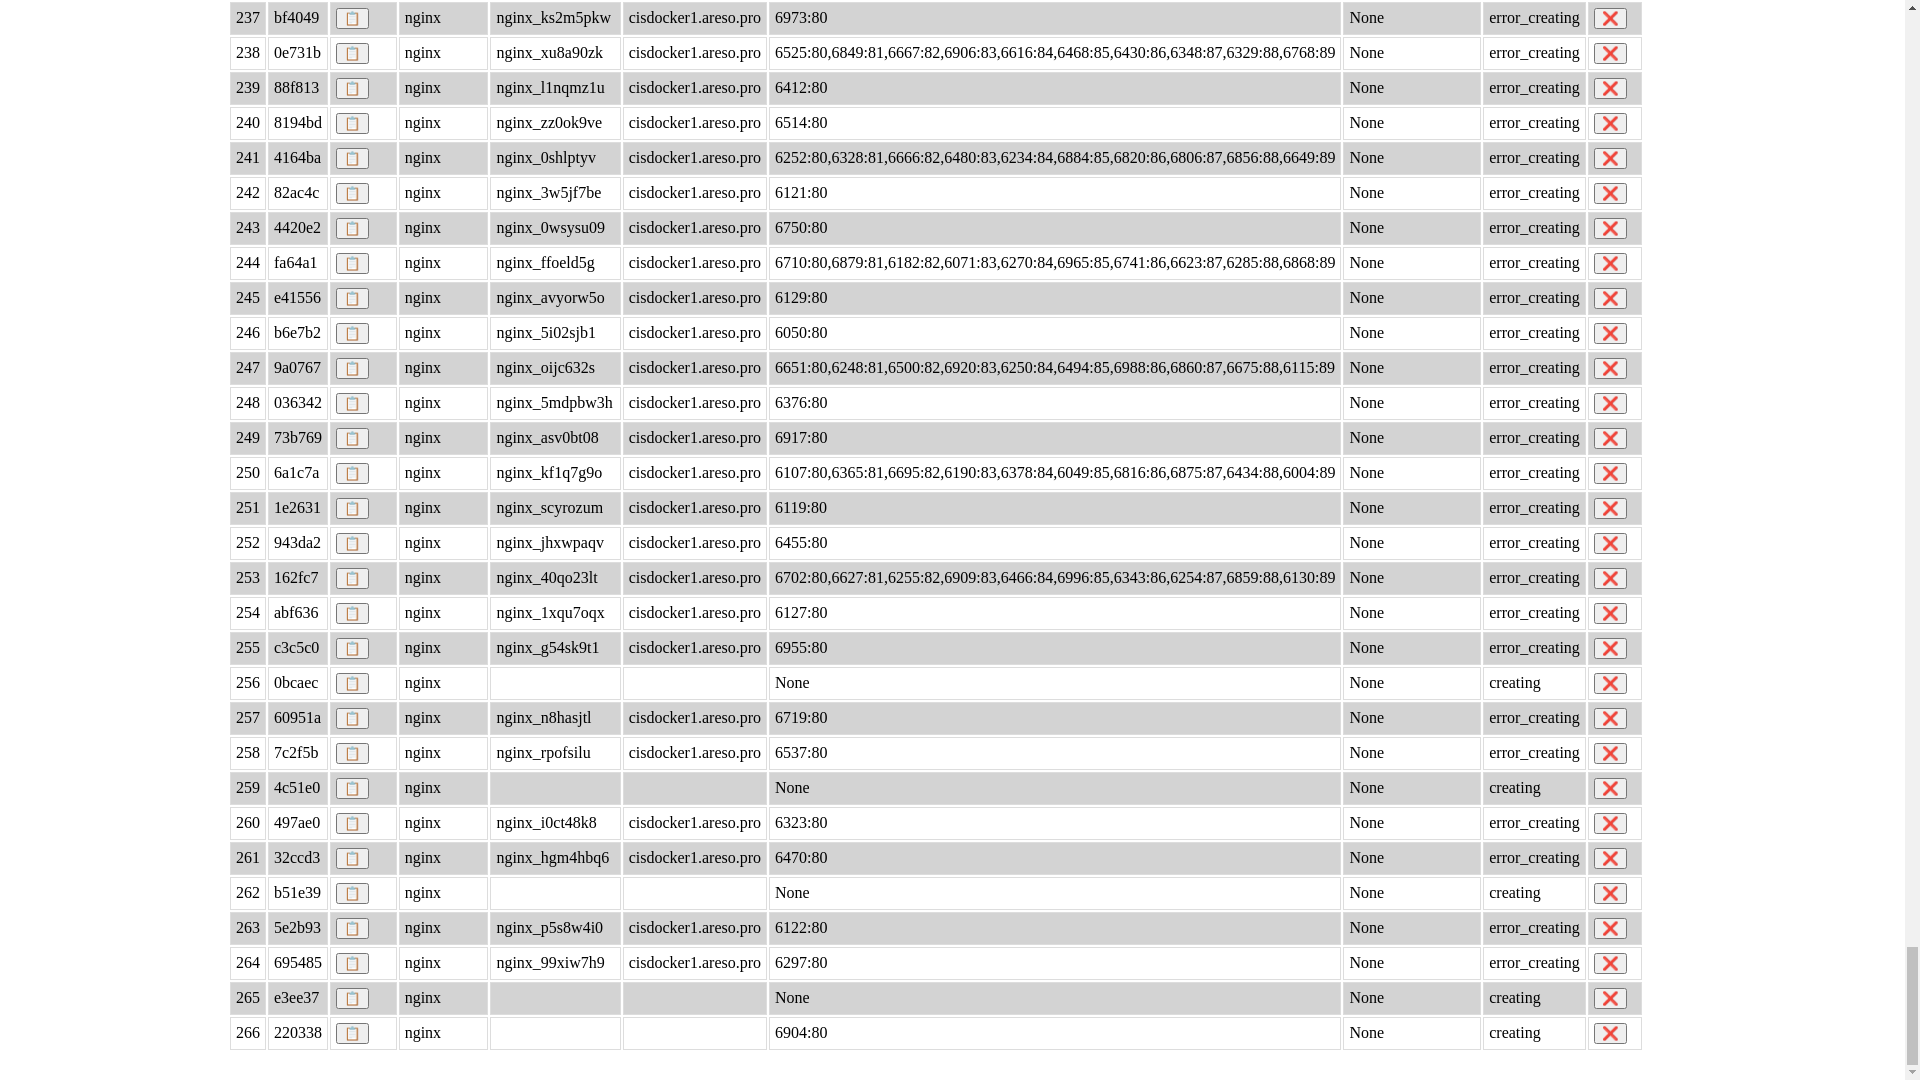 237 bf4049 nginx nginx_ks2m5pkw cisdocker1.areso.pro 6973:80 None error_creating
238 0e731b nginx nginx_xu8a90zk cisdocker1.areso.pro 6525:80,6849:81,6667:82,6906:83,6616:84,6468:85,6430:86,6348:87,6329:88,6768:89 None error_creating
239 88f813 nginx nginx_l1nqmz1u cisdocker1.areso.pro 6412:80 None error_creating
240 8194bd nginx nginx_zz0ok9ve cisdocker1.areso.pro 6514:80 None error_creating
241 4164ba nginx nginx_0shlptyv cisdocker1.areso.pro 6252:80,6328:81,6666:82,6480:83,6234:84,6884:85,6820:86,6806:87,6856:88,6649:89 None error_creating
242 82ac4c nginx nginx_3w5jf7be cisdocker1.areso.pro 6121:80 None error_creating
243 4420e2 nginx nginx_0wsysu09 cisdocker1.areso.pro 6750:80 None error_creating
244 fa64a1 nginx nginx_ffoeld5g cisdocker1.areso.pro 6710:80,6879:81,6182:82,6071:83,6270:84,6965:85,6741:86,6623:87,6285:88,6868:89 None error_creating
245 e41556 nginx nginx_avyorw5o cisdocker1.areso.pro 6129:80 None error_creating
246 b6e7b2 nginx nginx_5i02sjb1 cisdocker1.areso.pro 6050:80 None error_creating
247 9a0767 nginx nginx_oijc632s cisdocker1.areso.pro 6651:80,6248:81,6500:82,6920:83,6250:84,6494:85,6988:86,6860:87,6675:88,6115:89 None error_creating
248 036342 nginx nginx_5mdpbw3h cisdocker1.areso.pro 6376:80 None error_creating
249 73b769 nginx nginx_asv0bt08 cisdocker1.areso.pro 6917:80 None error_creating
250 6a1c7a nginx nginx_kf1q7g9o cisdocker1.areso.pro 6107:80,6365:81,6695:82,6190:83,6378:84,6049:85,6816:86,6875:87,6434:88,6004:89 None error_creating
251 1e2631 nginx nginx_scyrozum cisdocker1.areso.pro 6119:80 None error_creating
252 943da2 nginx nginx_jhxwpaqv cisdocker1.areso.pro 6455:80 None error_creating
253 162fc7 nginx nginx_40qo23lt cisdocker1.areso.pro 6702:80,6627:81,6255:82,6909:83,6466:84,6996:85,6343:86,6254:87,6859:88,6130:89 None error_creating
254 abf636 nginx nginx_1xqu7oqx cisdocker1.areso.pro 6127:80 None error_creating
255 c3c5c0 nginx nginx_g54sk9t1 cisdocker1.areso.pro 6955:80 None error_creating
256 0bcaec nginx None None creating
257 60951a nginx nginx_n8hasjtl cisdocker1.areso.pro 6719:80 None error_creating
258 7c2f5b nginx nginx_rpofsilu cisdocker1.areso.pro 6537:80 None error_creating
259 4c51e0 nginx None None creating
260 497ae0 nginx nginx_i0ct48k8 cisdocker1.areso.pro 6323:80 None error_creating
261 32ccd3 nginx nginx_hgm4hbq6 cisdocker1.areso.pro 6470:80 None error_creating
262 b51e39 nginx None None creating
263 5e2b93 nginx nginx_p5s8w4i0 cisdocker1.areso.pro 6122:80 None error_creating
264 695485 nginx nginx_99xiw7h9 cisdocker1.areso.pro 6297:80 None error_creating
265 e3ee37 nginx None None creating
266 220338 nginx 6904:80 None creating